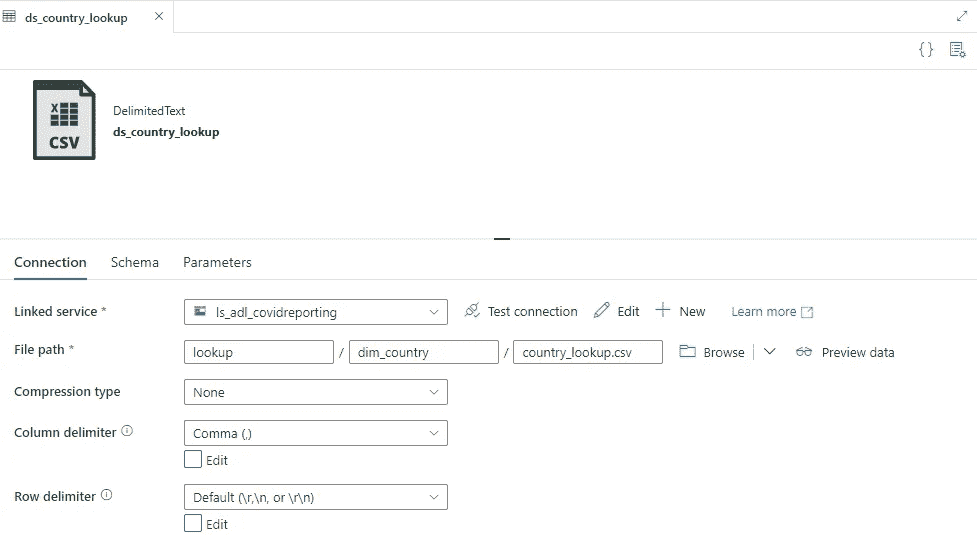 ds_country_lookup
DelimitedText
ds_country_lookup
X
CSV
Connection Schema Parameters
Linked service * ls_adl_covidreporting Test connection Edit New Learn more
File path * lookup / dim_country / country_lookup.csv Browse Preview data
Compression type None
Column delimiter Comma (,)
Edit
Row delimiter Default (\r,\n, or \r\n)
Edit